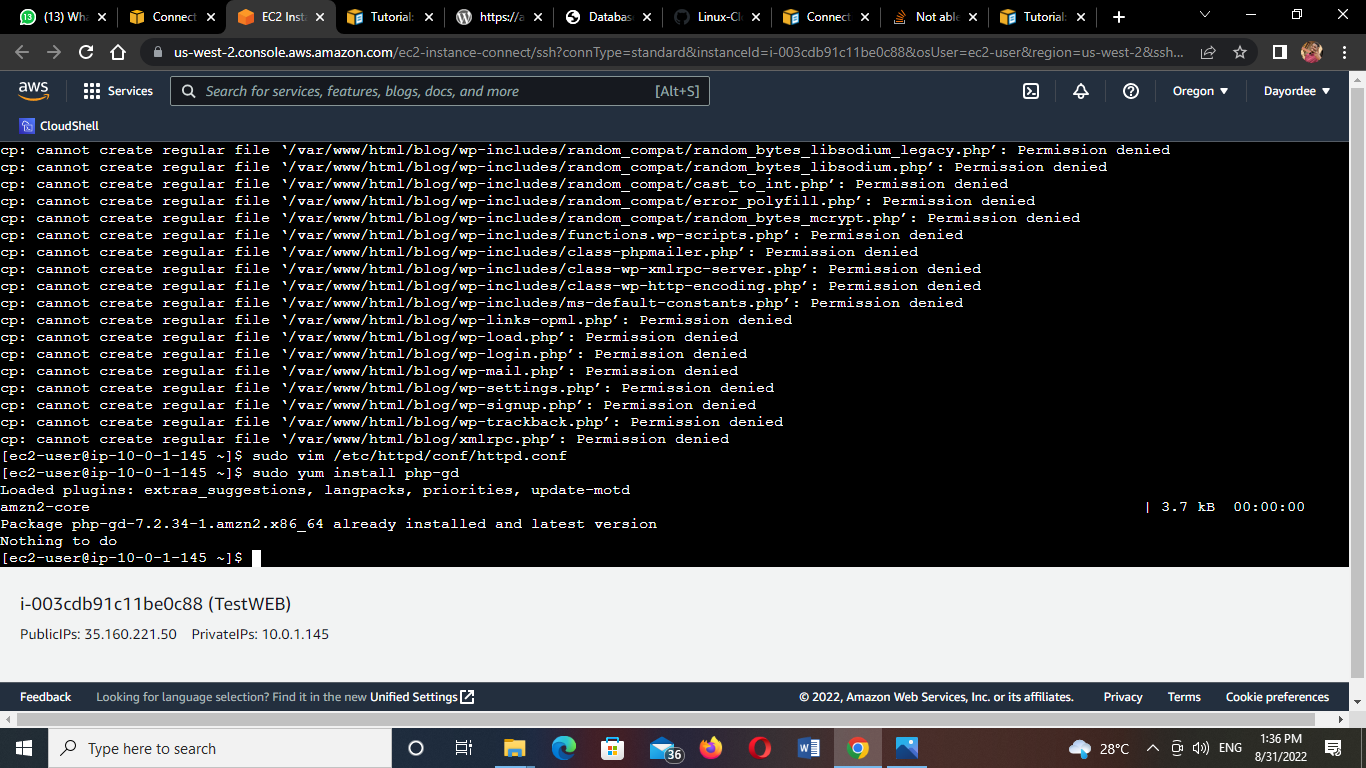 (13) Wha
Connect
EC2 Inst
Tutorial:
https://a
Databas
Linux-Cl
Connect
Not able
Tutorial
us-west-2.console.aws.amazon.com/ec2-instance-connect/ssh?connType=standard&instanceId=i-003cdb91c11be0c88&osUser=ec2-user&region=us-west-2&ssh...
aws
Services
Search for services, features, blogs, docs, and more
[Alt+S]
Oregon
Dayordee
CloudShell
cp: cannot create regular file ‘/var/www/html/blog/wp-includes/random_compat/random_bytes_libsodium_legacy.php’: Permission denied
cp: cannot create regular file ‘/var/www/html/blog/wp-includes/random_compat/random_bytes_libsodium.php’: Permission denied
cp: cannot create regular file ‘/var/www/html/blog/wp-includes/random_compat/cast_to_int.php’: Permission denied
cp: cannot create regular file ‘/var/www/html/blog/wp-includes/random_compat/error_polyfill.php’: Permission denied
cp: cannot create regular file ‘/var/www/html/blog/wp-includes/random_compat/random_bytes_mcrypt.php’: Permission denied
cp: cannot create regular file ‘/var/www/html/blog/wp-includes/functions.wp-scripts.php’: Permission denied
cp: cannot create regular file ‘/var/www/html/blog/wp-includes/class-phpmailer.php’: Permission denied
cp: cannot create regular file ‘/var/www/html/blog/wp-includes/class-wp-xmlrpc-server.php’: Permission denied
cp: cannot create regular file ‘/var/www/html/blog/wp-includes/class-wp-http-encoding.php’: Permission denied
cp: cannot create regular file ‘/var/www/html/blog/wp-includes/ms-default-constants.php’: Permission denied
cp: cannot create regular file ‘/var/www/html/blog/wp-links-opml.php’: Permission denied
cp: cannot create regular file ‘/var/www/html/blog/wp-load.php’: Permission denied
cp: cannot create regular file ‘/var/www/html/blog/wp-login.php’: Permission denied
cp: cannot create regular file ‘/var/www/html/blog/wp-mail.php’: Permission denied
cp: cannot create regular file ‘/var/www/html/blog/wp-settings.php’: Permission denied
cp: cannot create regular file ‘/var/www/html/blog/wp-signup.php’: Permission denied
cp: cannot create regular file ‘/var/www/html/blog/wp-trackback.php’: Permission denied
cp: cannot create regular file ‘/var/www/html/blog/xmlrpc.php’: Permission denied
[ec2-user@ip-10-0-1-145 ~]$ sudo vim /etc/httpd/conf/httpd.conf
[ec2-user@ip-10-0-1-145 ~]$ sudo yum install php-gd
Loaded plugins: extras_suggestions, langpacks, priorities, update-motd
amzn2-core | 3.7 kB 00:00:00
Package php-gd-7.2.34-1.amzn2.x86_64 already installed and latest version
Nothing to do
[ec2-user@ip-10-0-1-145 ~]$
i-003cdb91c11be0c88 (TestWEB)
PublicIPs: 35.160.221.50 PrivateIPs: 10.0.1.145
Feedback
Looking for language selection? Find it in the new Unified Settings
© 2022, Amazon Web Services, Inc. or its affiliates.
Privacy
Terms
Cookie preferences
Type here to search
36
28°C
ENG
1:36 PM
8/31/2022